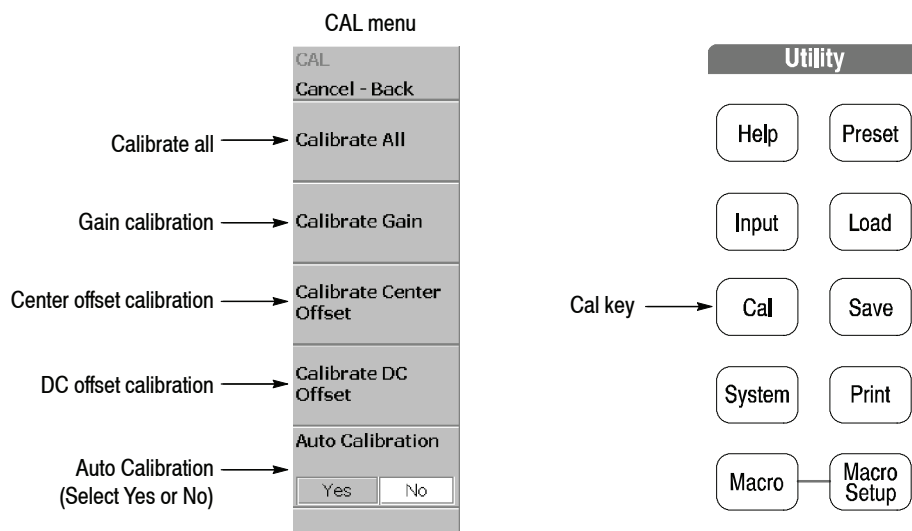 CAL menu
CAL
Cancel - Back
Calibrate all
Calibrate All
Gain calibration
Calibrate Gain
Center offset calibration
Calibrate Center
Offset
DC offset calibration
Calibrate DC
Offset
Auto Calibration
(Select Yes or No)
Auto Calibration
Yes No
Utility
Help Preset
Input Load
Cal key
Cal Save
System Print
Macro
Macro
Setup